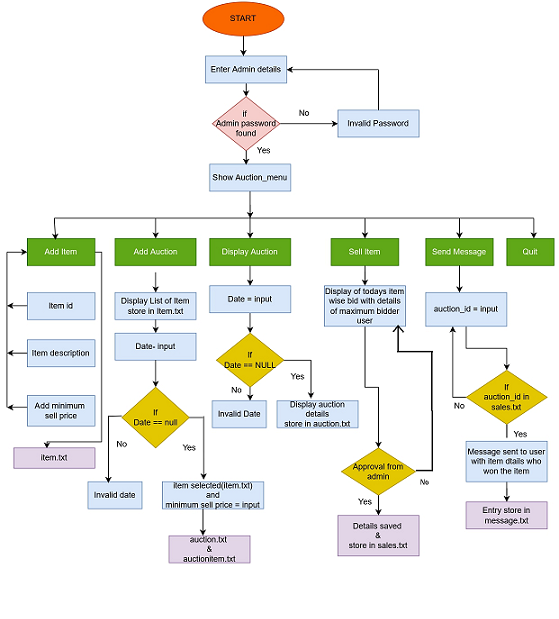 START
Enter Admin details
if
Admin password
found
No
Invalid Password
Yes
Show Auction_menu
Add Item
Add Auction
Display Auction
Sell Item
Send Message
Quit
Item id
Item description
Add minimum
sell price
item.txt
Display List of Item
store in item.txt
Date- input
If
Date == null
No
Yes
Invalid date
item selected(item.txt)
and
minimum sell price = input
auction.txt
&
auctionitem.txt
Date = input
If
Date == NULL
No
Yes
Invalid Date
Display auction
details
store in auction.txt
Display of todays item
wise bid with details
of maximum bidder
user
Approval from
admin
No
Yes
Details saved
&
store in sales.txt
auction_id = input
If
auction_id in
sales.txt
No
Yes
Message sent to user
with item dtails who
won the item
Entry store in
message.txt